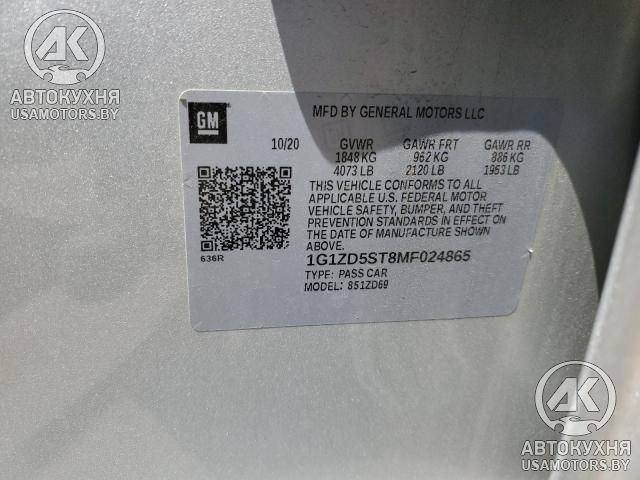 AK
АВТОКУХНЯ
USAMOTORS.BY
GM
MFD BY GENERAL MOTORS LLC
10/20 GVWR GAWR FRT GAWR RR
1848 KG 962 KG 886 KG
4073 LB 2120 LB 1953 LB
THIS VEHICLE CONFORMS TO ALL
APPLICABLE U.S. FEDERAL MOTOR
VEHICLE SAFETY, BUMPER, AND THEFT
PREVENTION STANDARDS IN EFFECT ON
THE DATE OF MANUFACTURE SHOWN
ABOVE.
636R
1G1ZD5ST8MF024865
TYPE: PASS CAR
MODEL: 851ZD69
AK
АВТОКУХНЯ
USAMOTORS.BY